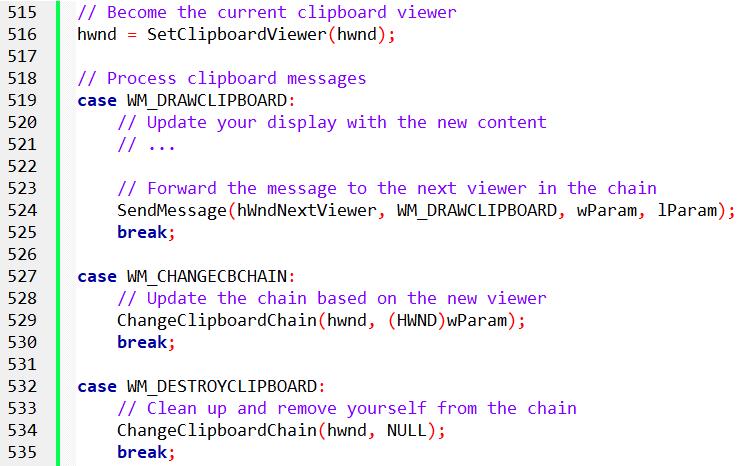 515 // Become the current clipboard viewer
516 hwnd = SetClipboardViewer(hwnd);
517
518 // Process clipboard messages
519 case WM_DRAWCLIPBOARD:
520     // Update your display with the new content
521     // ...
522
523     // Forward the message to the next viewer in the chain
524     SendMessage(hWndNextViewer, WM_DRAWCLIPBOARD, wParam, lParam);
525     break;
526
527 case WM_CHANGECBCHAIN:
528     // Update the chain based on the new viewer
529     ChangeClipboardChain(hwnd, (HWND)wParam);
530     break;
531
532 case WM_DESTROYCLIPBOARD:
533     // Clean up and remove yourself from the chain
534     ChangeClipboardChain(hwnd, NULL);
535     break;